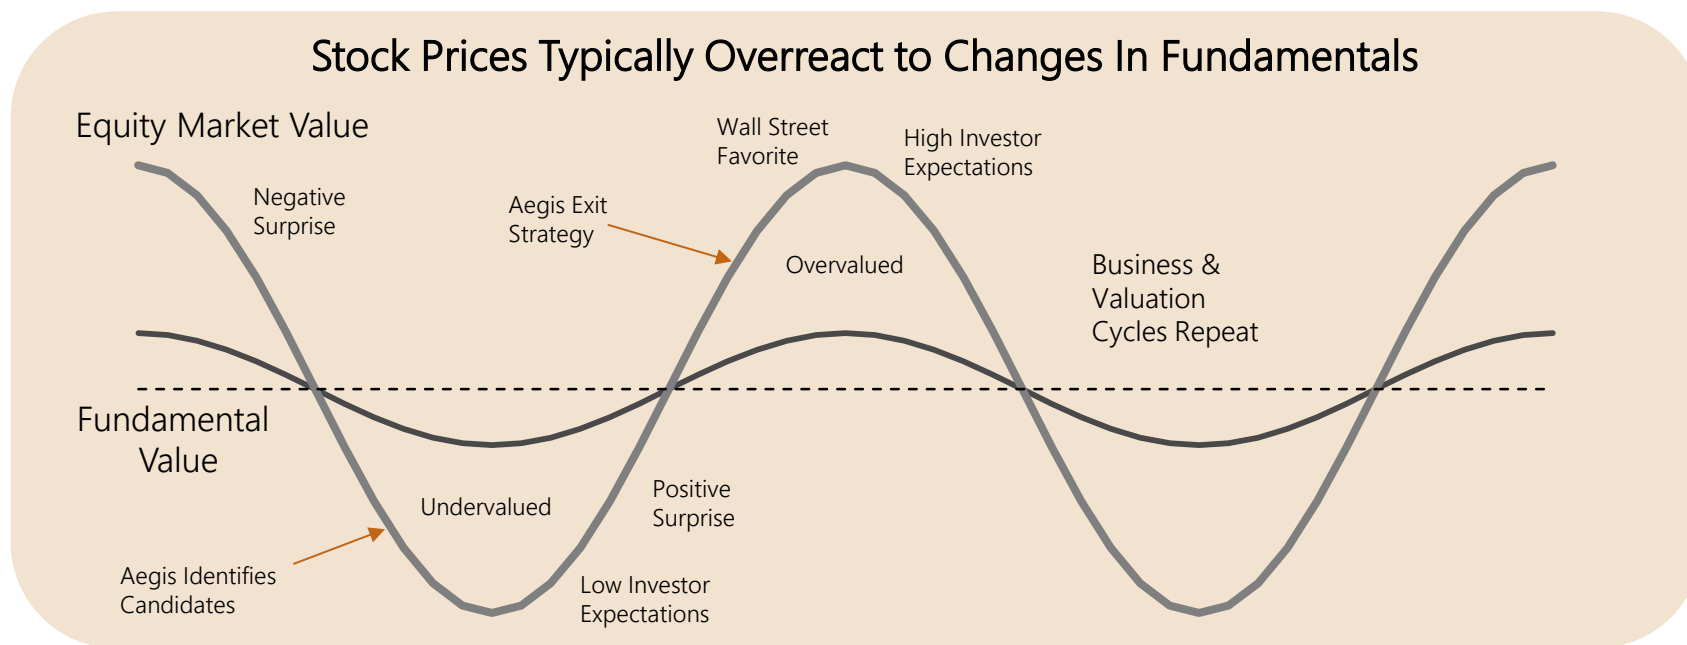 Stock Prices Typically Overreact to Changes In Fundamentals
Equity Market Value
Negative
Surprise
Aegis Exit
Strategy
Wall Street
Favorite
High Investor
Expectations
Overvalued
Business &
Valuation
Cycles Repeat
Fundamental
Value
Undervalued
Positive
Surprise
Aegis Identifies
Candidates
Low Investor
Expectations